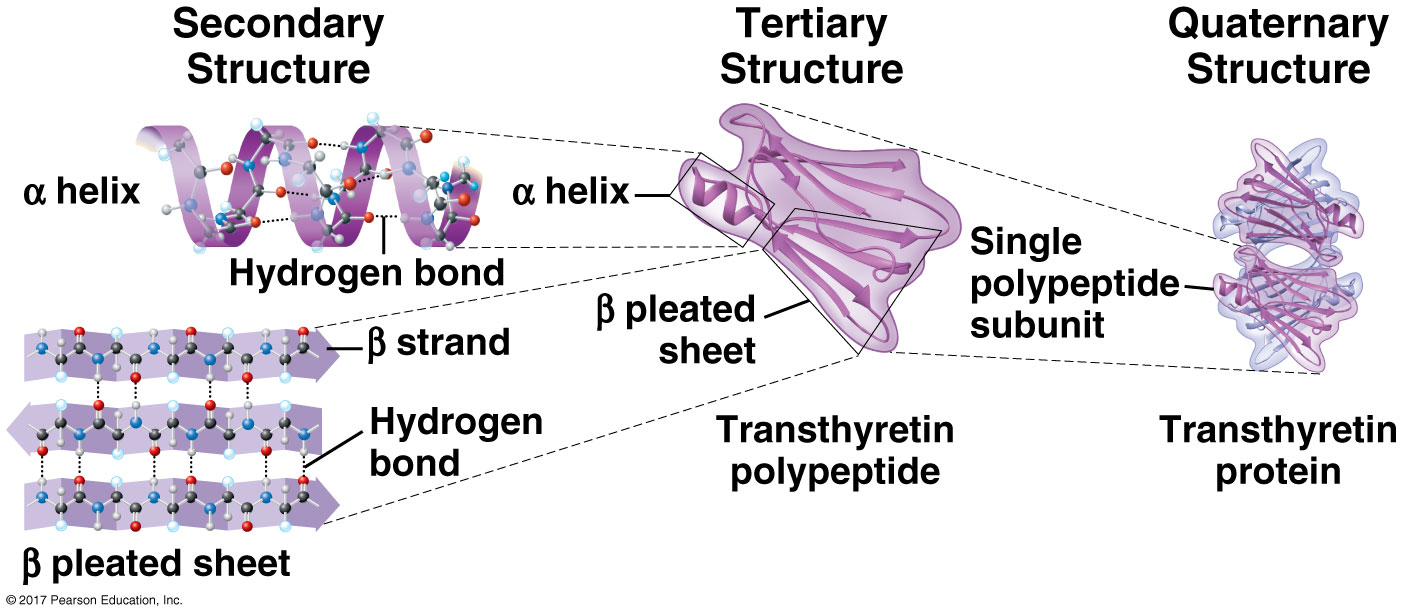 Secondary
Structure
Tertiary
Structure
Quaternary
Structure
α helix
Hydrogen bond
α helix
β pleated
sheet
Single
polypeptide
subunit
β strand
Hydrogen
bond
β pleated sheet
Transthyretin
polypeptide
Transthyretin
protein
© 2017 Pearson Education, Inc.